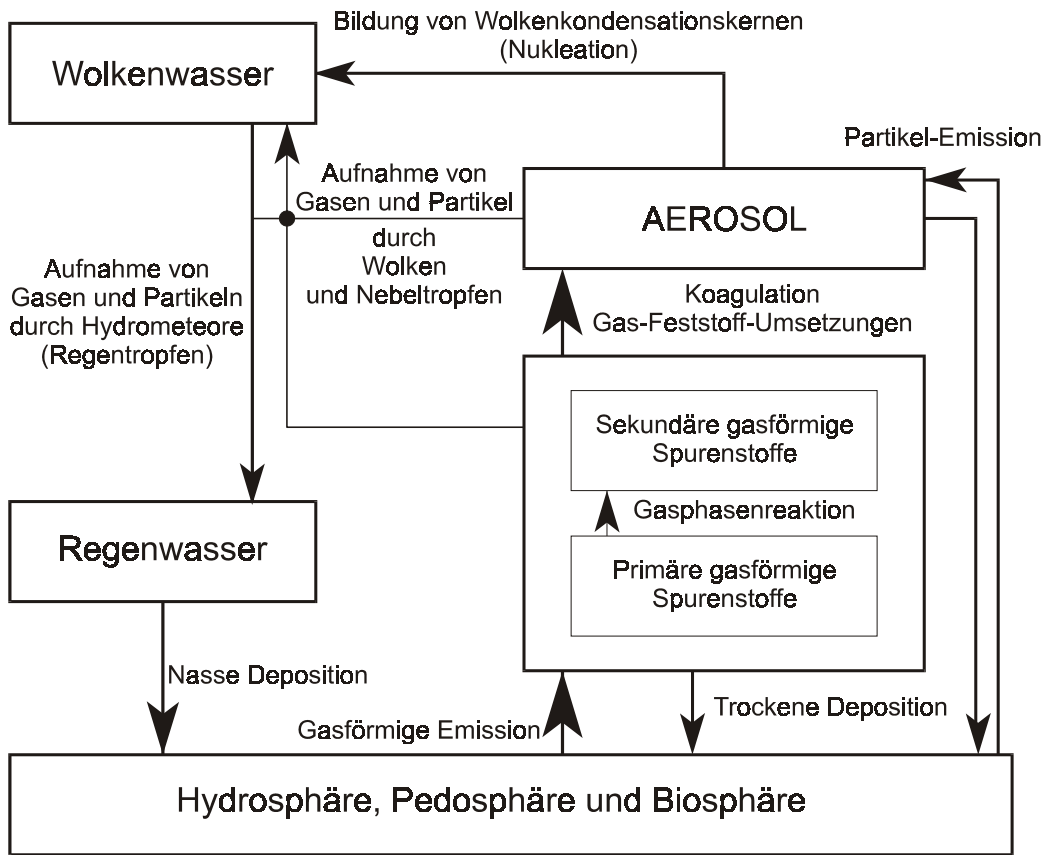 Bildung von Wolkenkondensationskernen
(Nukleation)
Wolkenwasser
Partikel-Emission
Aufnahme von
Gasen und Partikel
durch
Wolken
und Nebeltropfen
AEROSOL
Aufnahme von
Gasen und Partikeln
durch Hydrometeore
(Regentropfen)
Koagulation
Gas-Feststoff-Umsetzungen
Sekundäre gasförmige
Spurenstoffe
Gasphasenreaktion
Primäre gasförmige
Spurenstoffe
Regenwasser
Nasse Deposition
Gasförmige Emission
Trockene Deposition
Hydrosphäre, Pedosphäre und Biosphäre